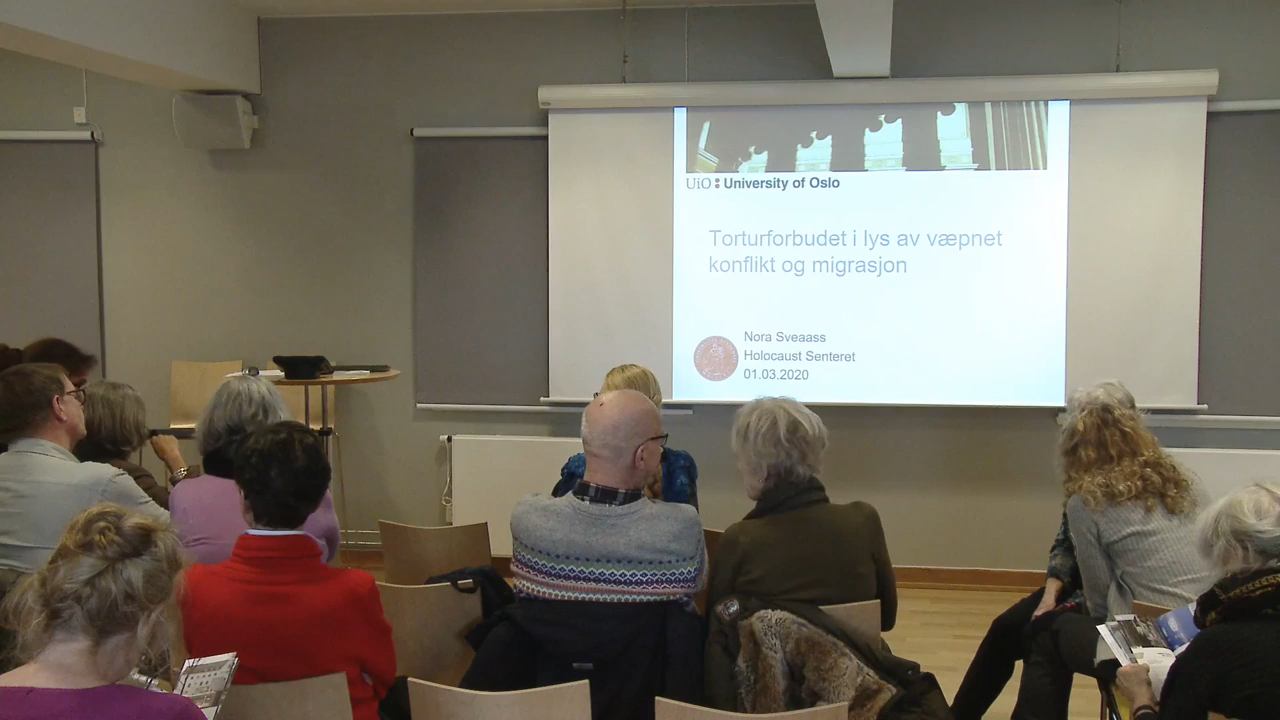 UiO : University of Oslo
Torturforbudet i lys av væpnet
konflikt og migrasjon
Nora Sveaass
Holocaust Senteret
01.03.2020